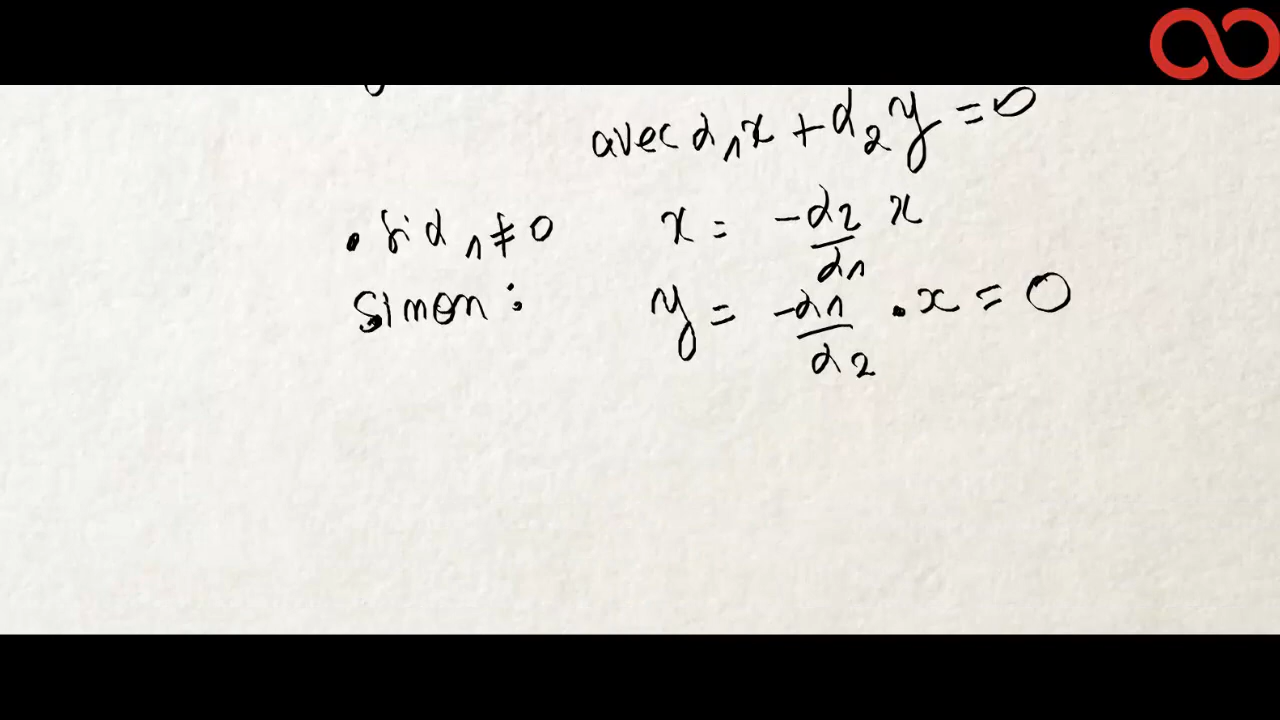 avec α₁x + α₂y = 0
. Si α₁ ≠ 0 x = -α₂/α₁ x
Sinon : y = -α₁/α₂ . x = 0